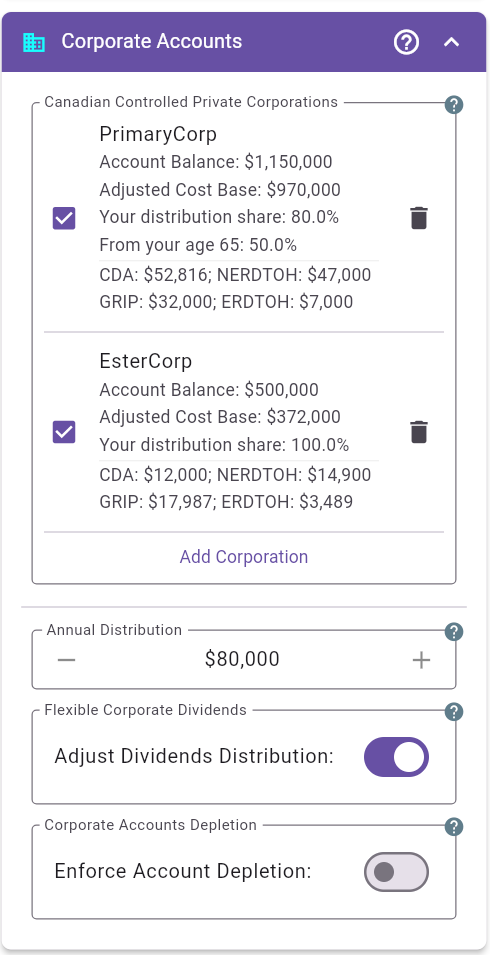 Corporate Accounts
Canadian Controlled Private Corporations
PrimaryCorp
Account Balance: $1,150,000
Adjusted Cost Base: $970,000
Your distribution share: 80.0%
From your age 65: 50.0%
CDA: $52,816; NERDTOH: $47,000
GRIP: $32,000; ERDTOH: $7,000
EsterCorp
Account Balance: $500,000
Adjusted Cost Base: $372,000
Your distribution share: 100.0%
CDA: $12,000; NERDTOH: $14,900
GRIP: $17,987; ERDTOH: $3,489
Add Corporation
Annual Distribution
$80,000
Flexible Corporate Dividends
Adjust Dividends Distribution:
Corporate Accounts Depletion
Enforce Account Depletion: